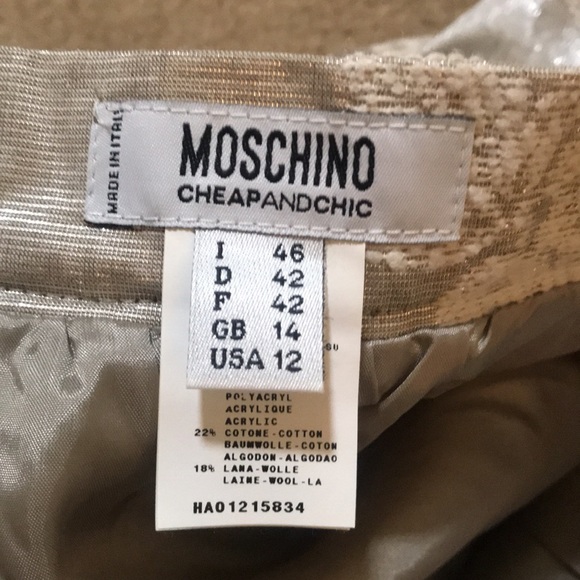 MADE IN ITALY
MOSCHINO
CHEAPANDCHIC
I 46
D 42
F 42
GB 14
USA 12
POLYACRYL
ACRYLIQUE
ACRYLIC
22% COTONE-COTTON
BAUMWOLLE-COTON
ALGODON-ALGODAO
18% LANA-WOLLE
LAINE-WOOL-LA
HA01215834